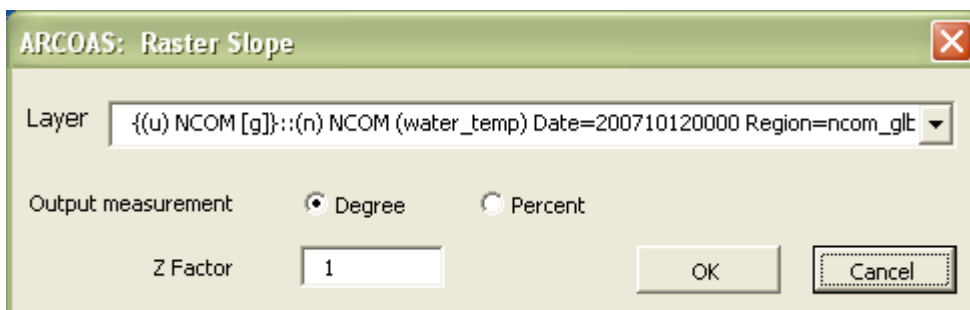 ARCOAS: Raster Slope
Layer {(u) NCOM [g]}::(n) NCOM (water_temp) Date=200710120000 Region=ncom_glb
Output measurement Degree Percent
Z Factor 1 OK Cancel